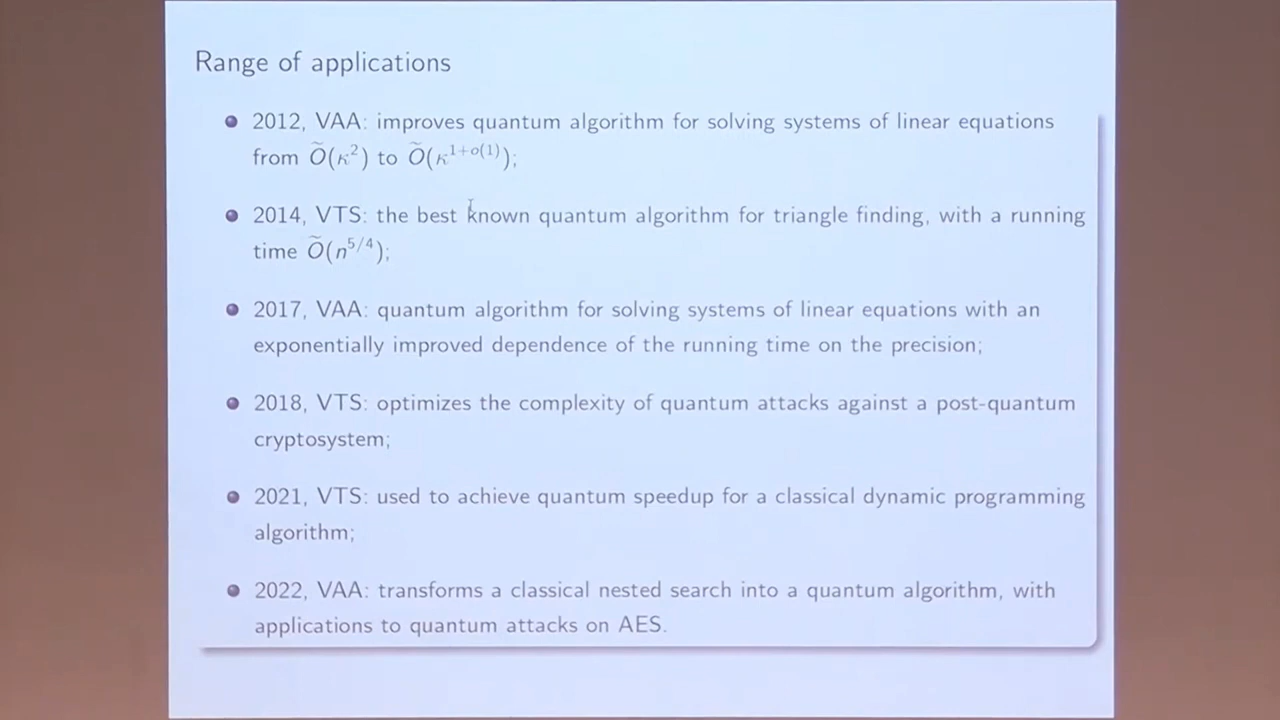 Range of applications
2012, VAA: improves quantum algorithm for solving systems of linear equations
from Õ(κ²) to Õ(κ^{1+o(1)});
2014, VTS: the best known quantum algorithm for triangle finding, with a running
time Õ(n^{5/4});
2017, VAA: quantum algorithm for solving systems of linear equations with an
exponentially improved dependence of the running time on the precision;
2018, VTS: optimizes the complexity of quantum attacks against a post-quantum
cryptosystem;
2021, VTS: used to achieve quantum speedup for a classical dynamic programming
algorithm;
2022, VAA: transforms a classical nested search into a quantum algorithm, with
applications to quantum attacks on AES.